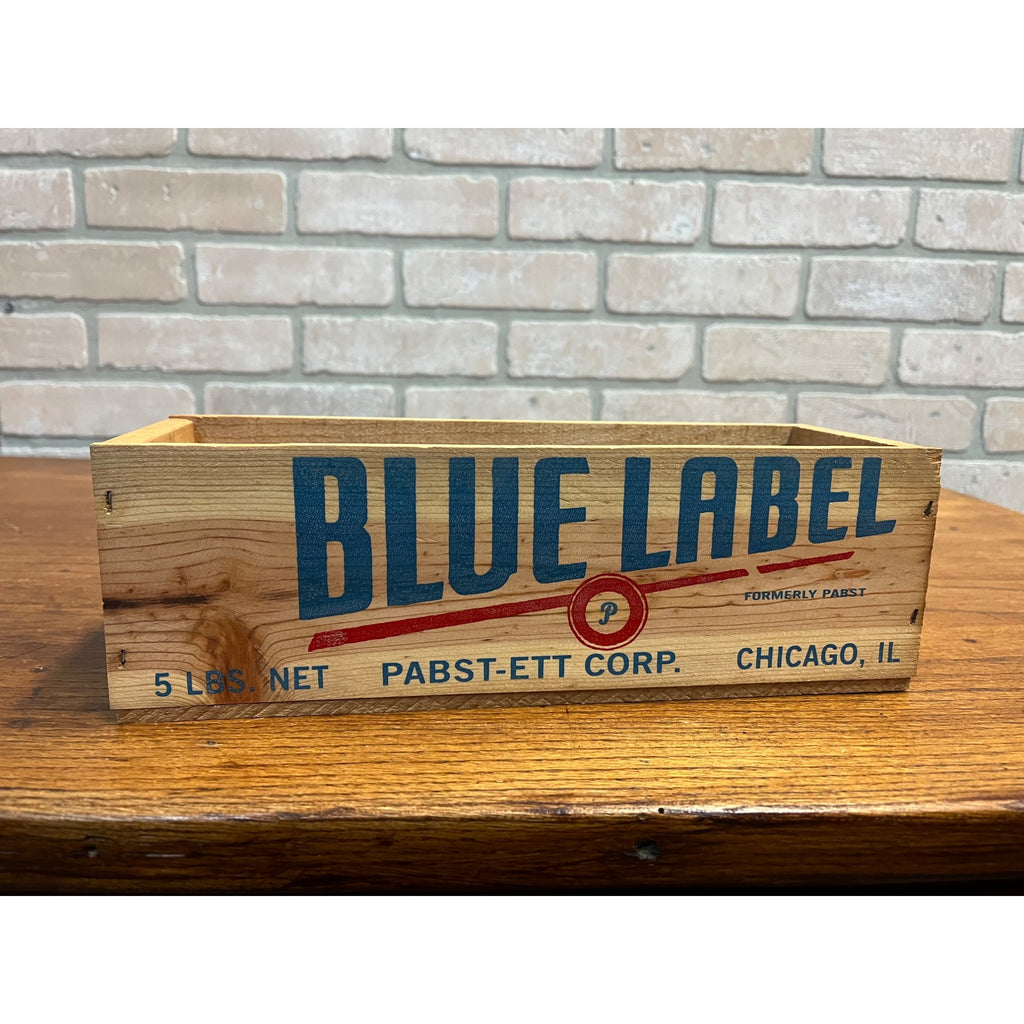 BLUE LABEL
P
FORMERLY PABST
5 LBS. NET PABST-ETT CORP. CHICAGO, IL